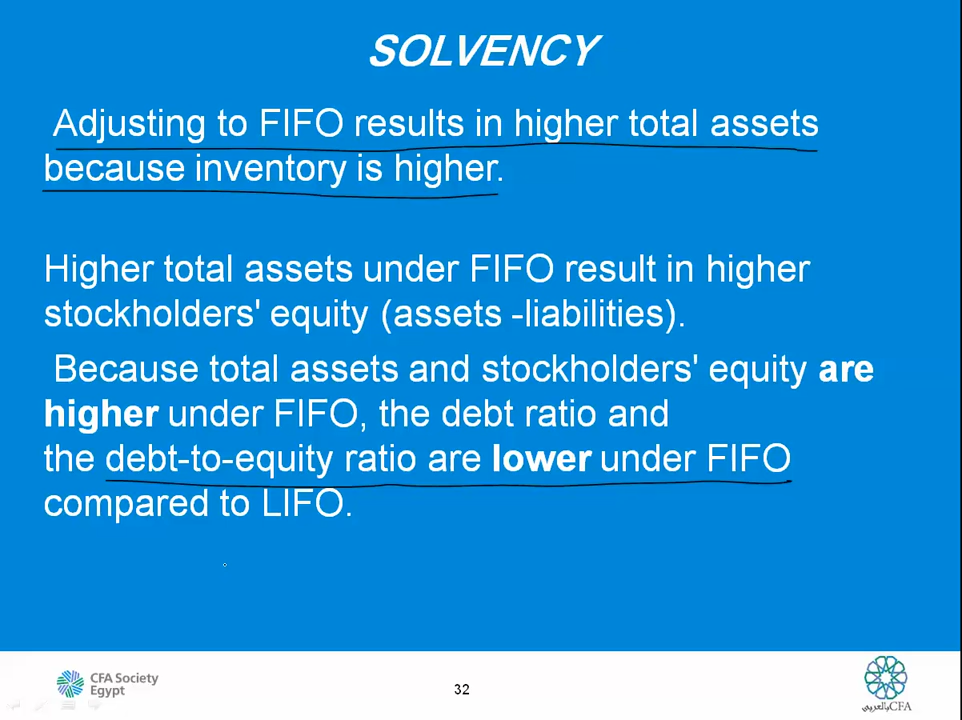 SOLVENCY
Adjusting to FIFO results in higher total assets
because inventory is higher.
Higher total assets under FIFO result in higher
stockholders' equity (assets -liabilities).
Because total assets and stockholders' equity are
higher under FIFO, the debt ratio and
the debt-to-equity ratio are lower under FIFO
compared to LIFO.
CFA Society
Egypt
32
CFAبالعربي